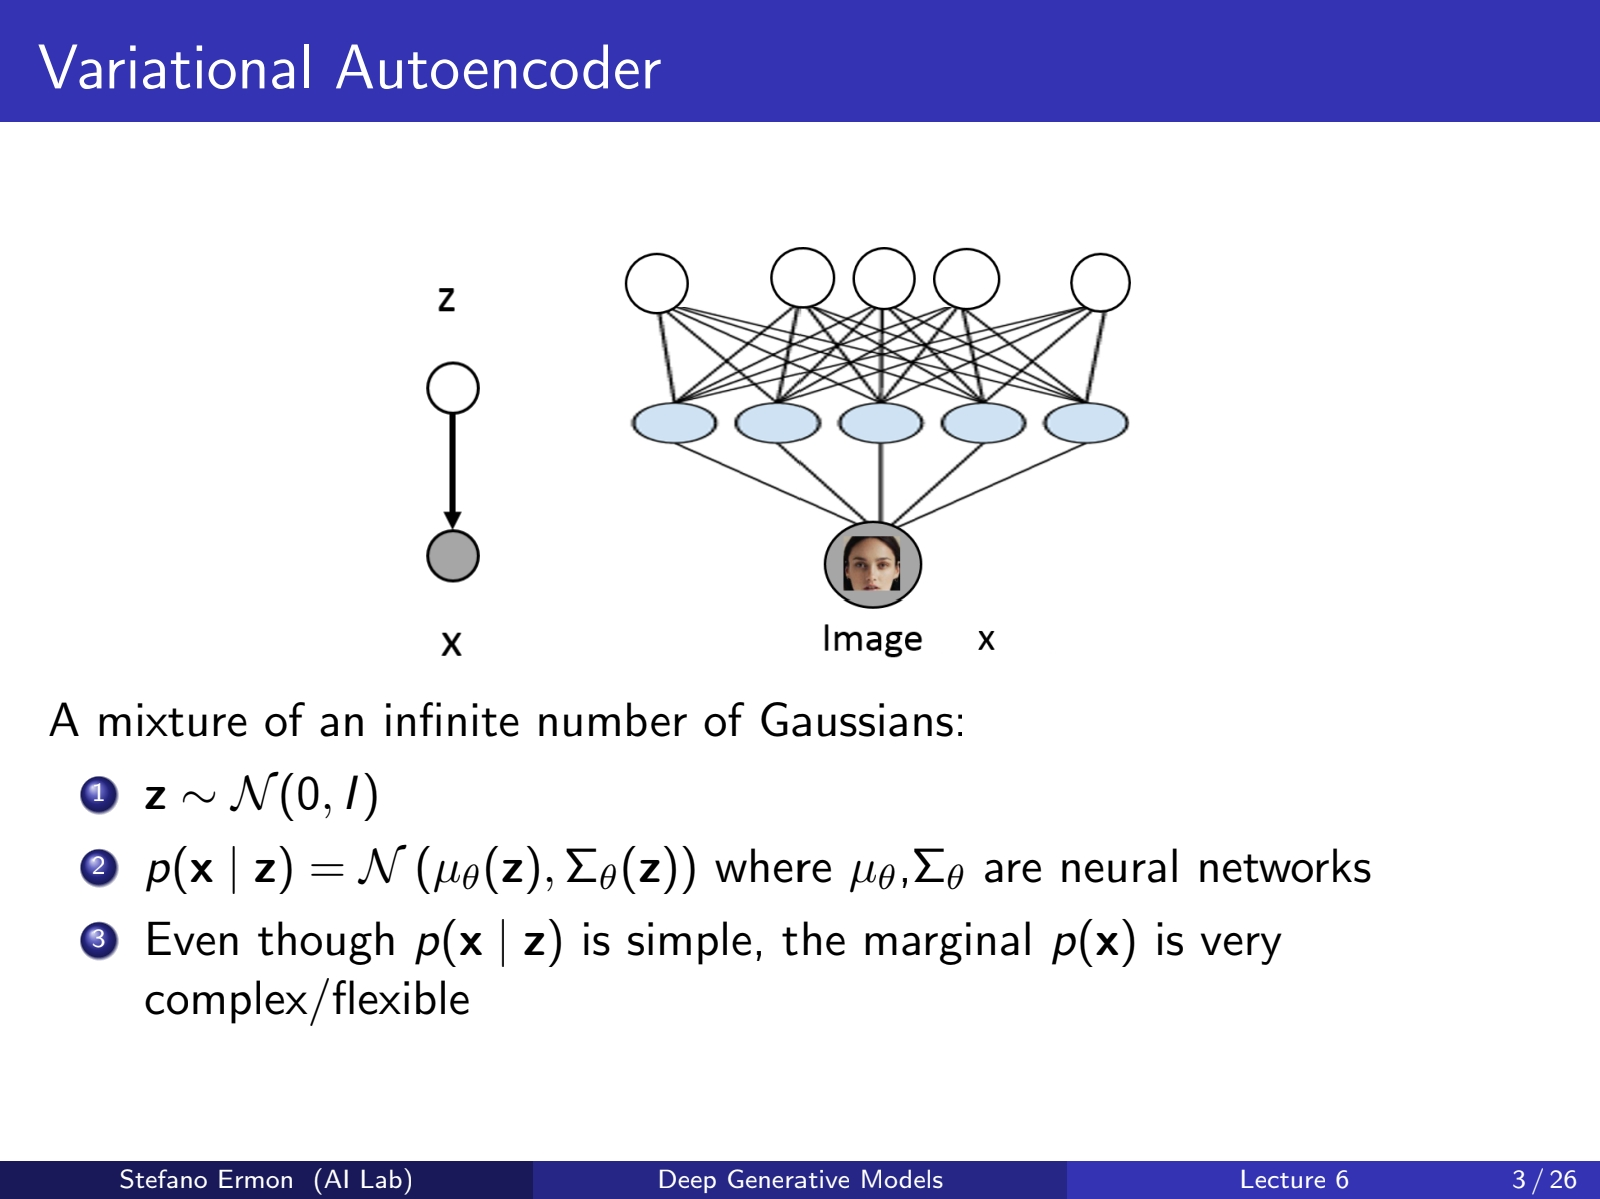 Variational Autoencoder
z
x
Image x
A mixture of an infinite number of Gaussians:
1 z ∼ 𝒩(0, I)
2 p(x | z) = 𝒩 (μθ(z), Σθ(z)) where μθ,Σθ are neural networks
3 Even though p(x | z) is simple, the marginal p(x) is very
complex/flexible
Stefano Ermon (AI Lab) Deep Generative Models Lecture 6 3 / 26